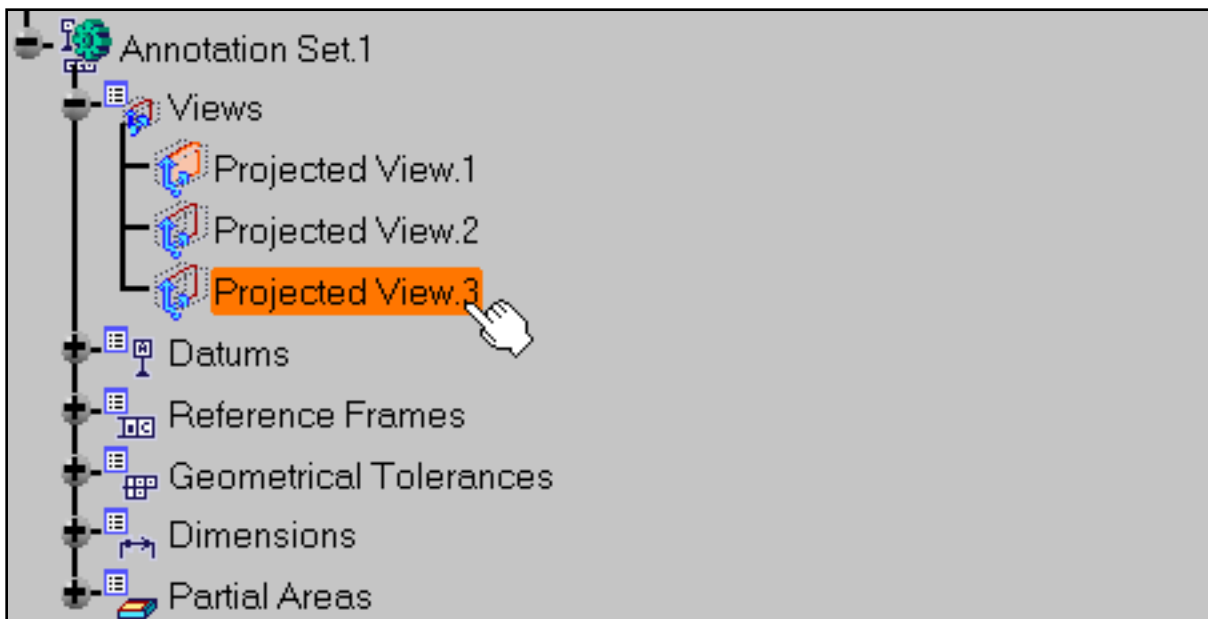 Annotation Set.1
Views
Projected View.1
Projected View.2
Projected View.3
Datums
Reference Frames
Geometrical Tolerances
Dimensions
Partial Areas